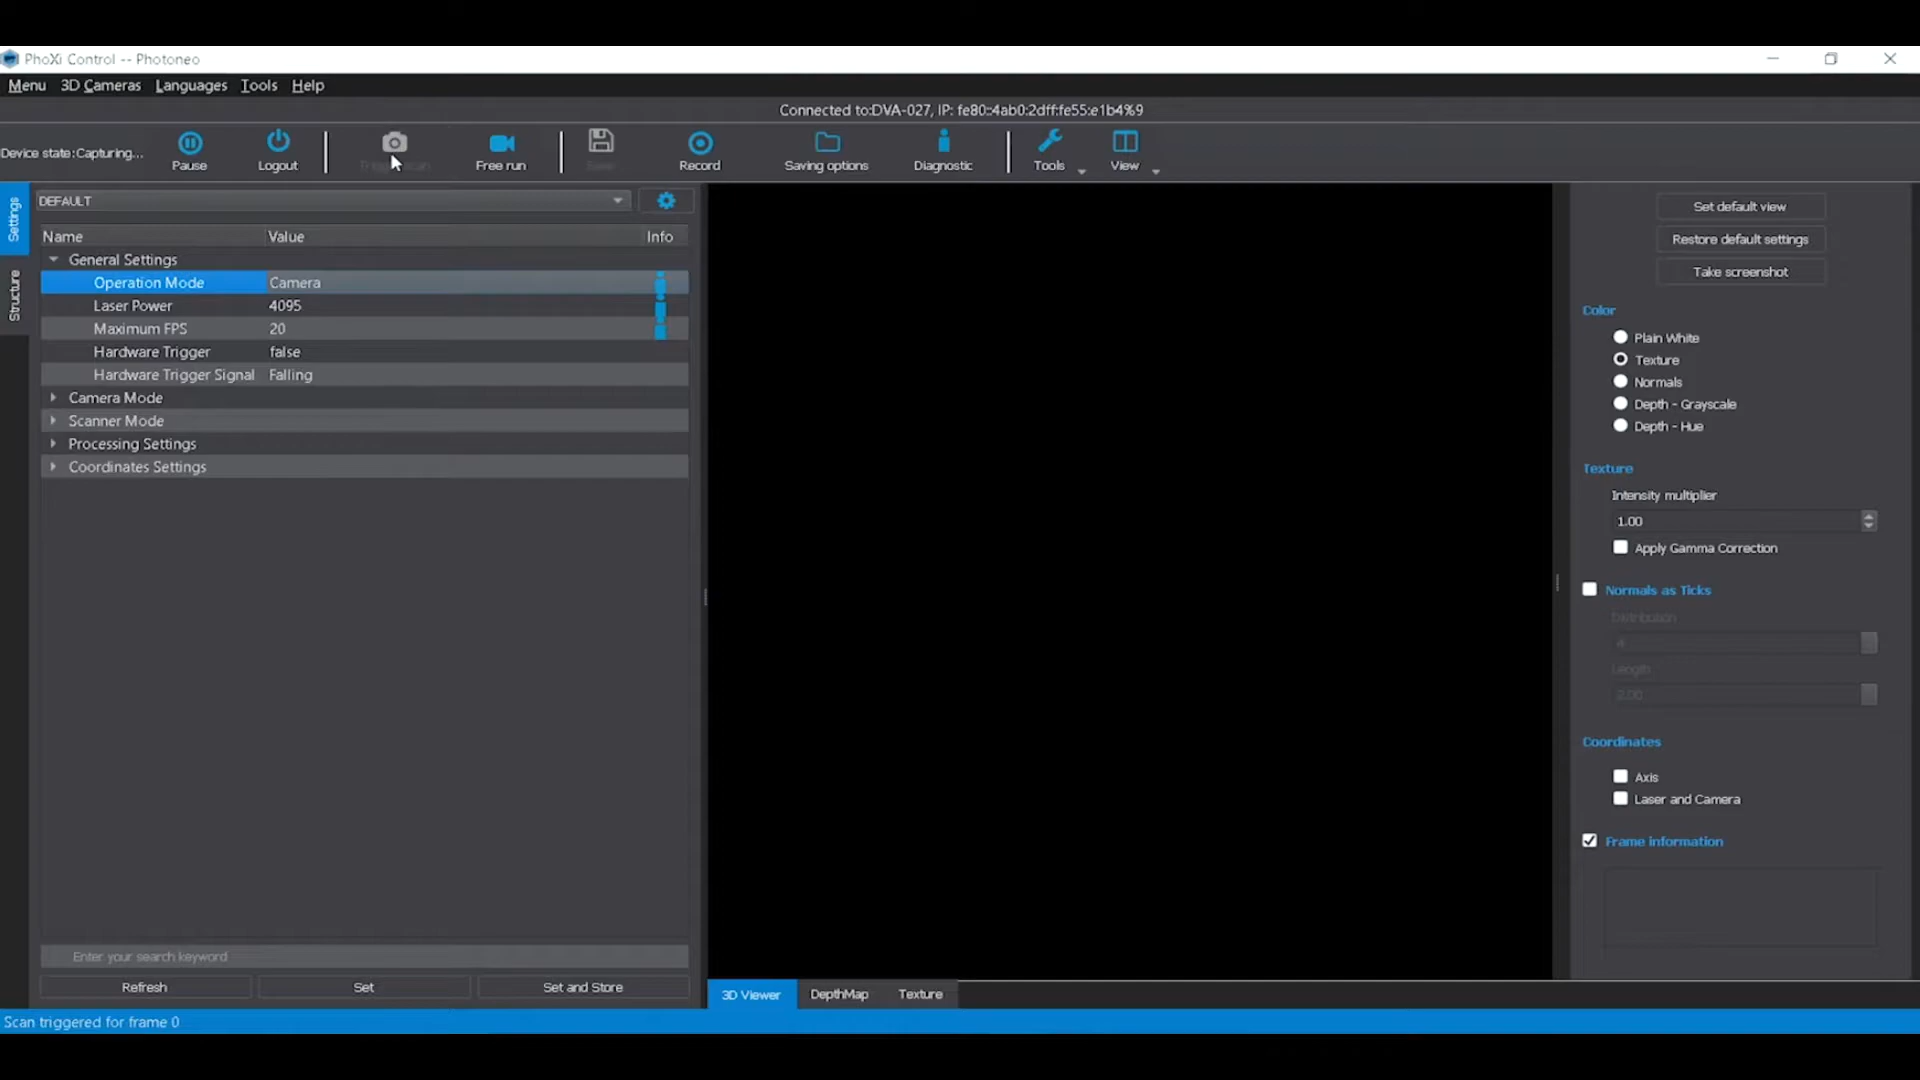 PhoXi Control -- Photoneo
Menu 3D Cameras Languages Tools Help
Connected to:DVA-027, IP: fe80::4ab0:2dff:fe55:e1b4%9
Device state:Capturing...
Pause
Logout
Free run
Record
Saving options
Diagnostic
Tools
View
Settings
Structure
DEFAULT
Name Value Info
General Settings
Operation Mode Camera
Laser Power 4095
Maximum FPS 20
Hardware Trigger false
Hardware Trigger Signal Falling
Camera Mode
Scanner Mode
Processing Settings
Coordinates Settings
Enter your search keyword
Refresh Set Set and Store
3D Viewer DepthMap Texture
Set default view
Restore default settings
Take screenshot
Color
Plain White
Texture
Normals
Depth - Grayscale
Depth - Hue
Texture
Intensity multiplier
1.00
Apply Gamma Correction
Normals as Ticks
Distribution
4
Length
2.00
Coordinates
Axis
Laser and Camera
Frame information
Scan triggered for frame 0